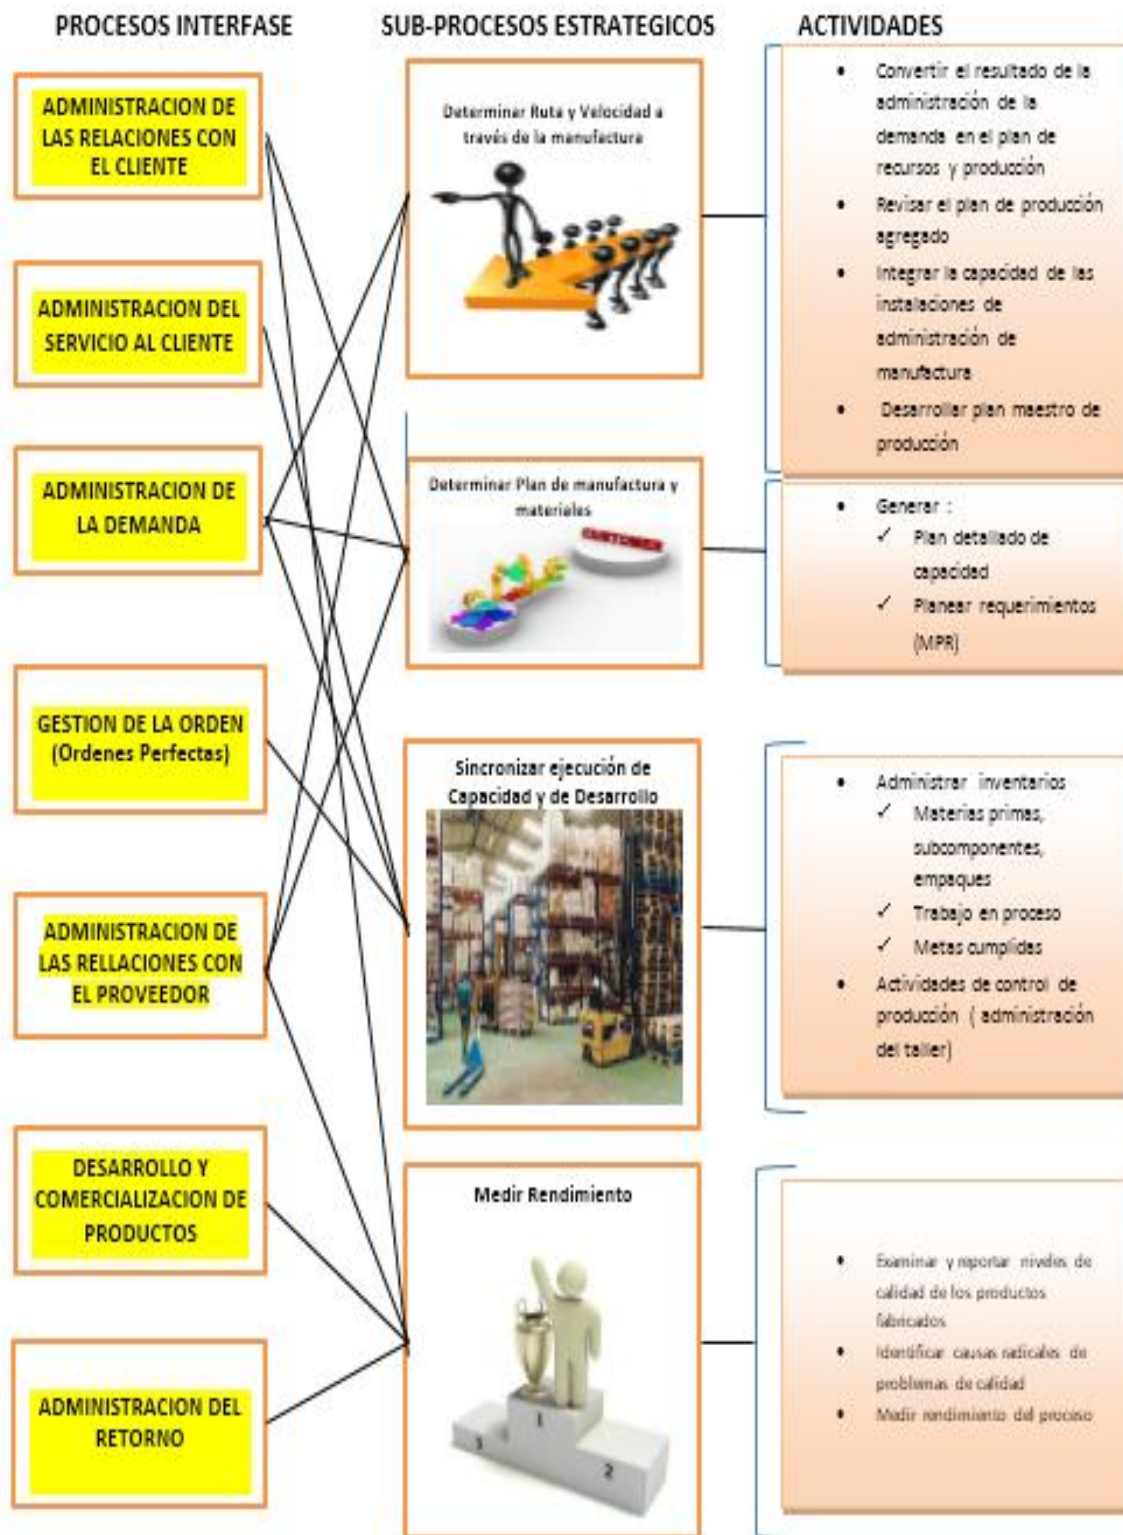 PROCESOS INTERFASE
SUB-PROCESOS ESTRATEGICOS
ACTIVIDADES
ADMINISTRACION DE
LAS RELACIONES CON
EL CLIENTE
ADMINISTRACION DEL
SERVICIO AL CLIENTE
ADMINISTRACION DE
LA DEMANDA
GESTION DE LA ORDEN
(Ordenes Perfectas)
ADMINISTRACION DE
LAS RELLACIONES CON
EL PROVEEDOR
DESARROLLO Y
COMERCIALIZACION DE
PRODUCTOS
ADMINISTRACION DEL
RETORNO
Determinar Ruta y Velocidad a
través de la manufactura
Determinar Plan de manufactura y
materiales
CUSTOMER
Sincronizar ejecución de
Capacidad y de Desarrollo
Medir Rendimiento
1
3
2
• Convertir el resultado de la
administración de la
demanda en el plan de
recursos y producción
• Revisar el plan de producción
agregado
• Integrar la capacidad de las
instalaciones de
administración de
manufactura
• Desarrollar plan maestro de
producción
• Generar :
✓ Plan detallado de
capacidad
✓ Planear requerimientos
(MPR)
• Administrar inventarios
✓ Materias primas,
subcomponentes,
empaques
✓ Trabajo en proceso
✓ Metas cumplidas
• Actividades de control de
producción ( administración
del taller)
• Examinar y reportar niveles de
calidad de los productos
fabricados
• Identificar causas radicales de
problemas de calidad
• Medir rendimiento del proceso